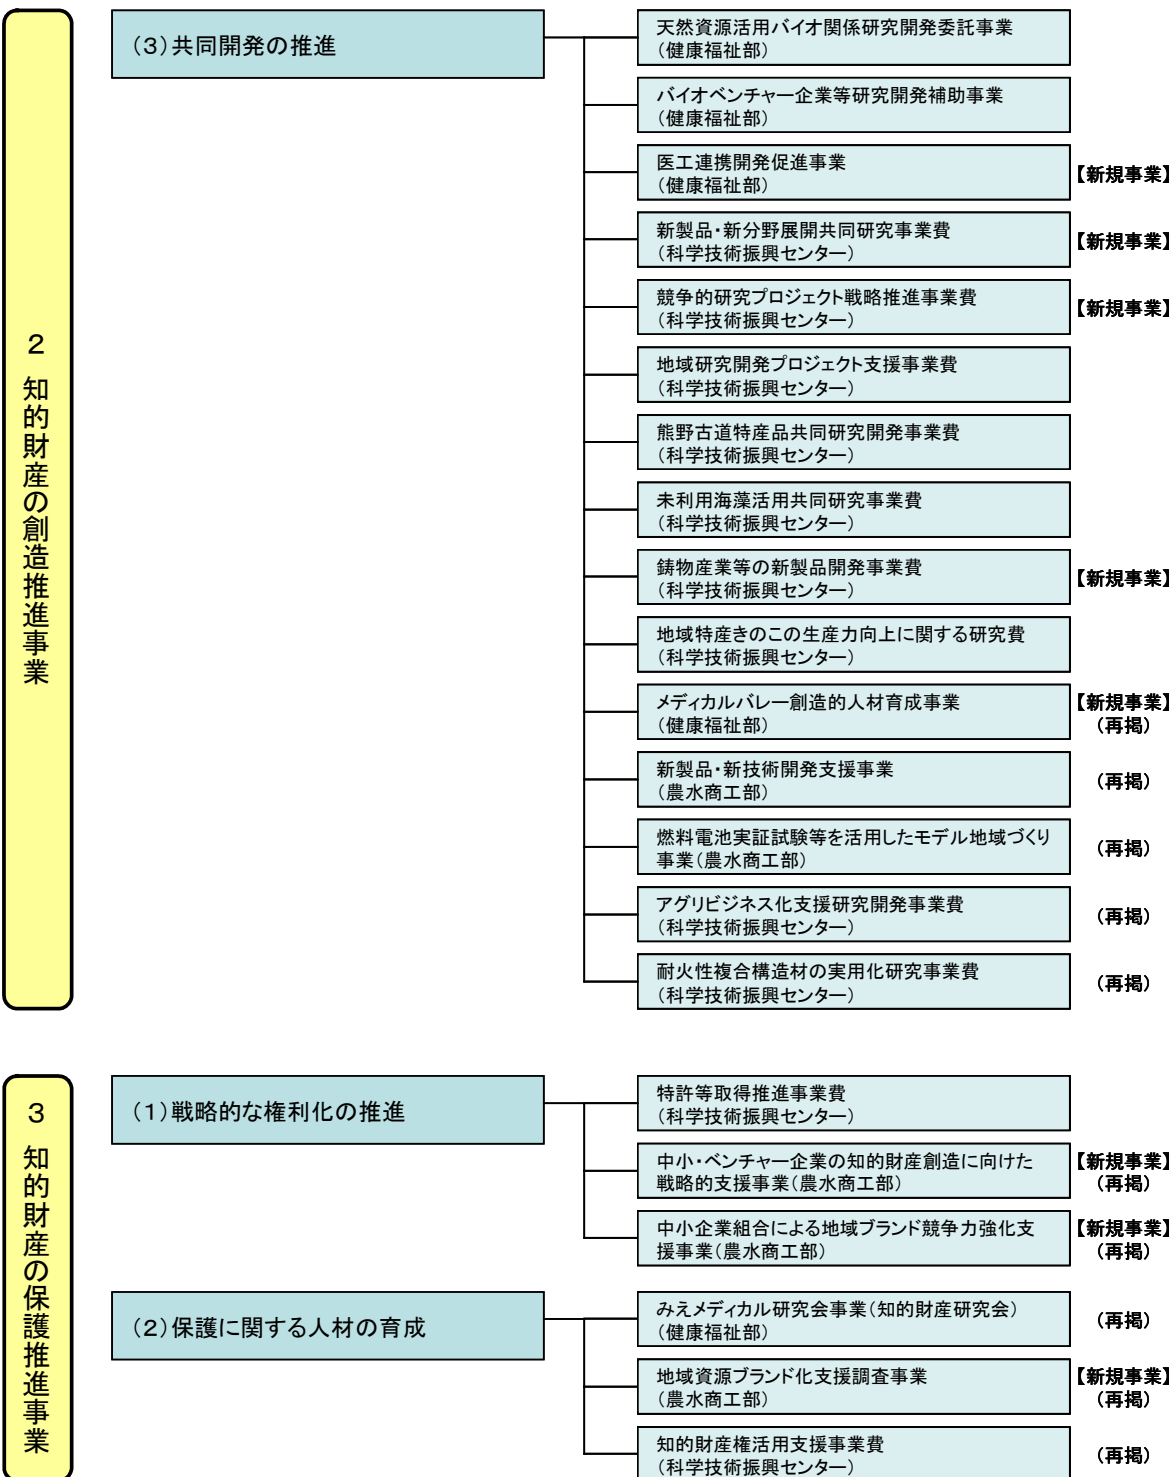 2 知的財産の創造推進事業
（3）共同開発の推進
天然資源活用バイオ関係研究開発委託事業
（健康福祉部）
バイオベンチャー企業等研究開発補助事業
（健康福祉部）
医工連携開発促進事業
（健康福祉部）
【新規事業】
新製品・新分野展開共同研究事業費
（科学技術振興センター）
【新規事業】
競争的研究プロジェクト戦略推進事業費
（科学技術振興センター）
【新規事業】
地域研究開発プロジェクト支援事業費
（科学技術振興センター）
熊野古道特産品共同研究開発事業費
（科学技術振興センター）
未利用海藻活用共同研究事業費
（科学技術振興センター）
鋳物産業等の新製品開発事業費
（科学技術振興センター）
【新規事業】
地域特産きのこの生産力向上に関する研究費
（科学技術振興センター）
メディカルバレー創造的人材育成事業
（健康福祉部）
【新規事業】
（再掲）
新製品・新技術開発支援事業
（農水商工部）
（再掲）
燃料電池実証試験等を活用したモデル地域づくり
事業（農水商工部）
（再掲）
アグリビジネス化支援研究開発事業費
（科学技術振興センター）
（再掲）
耐火性複合構造材の実用化研究事業費
（科学技術振興センター）
（再掲）
3 知的財産の保護推進事業
（1）戦略的な権利化の推進
特許等取得推進事業費
（科学技術振興センター）
中小・ベンチャー企業の知的財産創造に向けた
戦略的支援事業（農水商工部）
【新規事業】
（再掲）
中小企業組合による地域ブランド競争力強化支
援事業（農水商工部）
【新規事業】
（再掲）
（2）保護に関する人材の育成
みえメディカル研究会事業（知的財産研究会）
（健康福祉部）
（再掲）
地域資源ブランド化支援調査事業
（農水商工部）
【新規事業】
（再掲）
知的財産権活用支援事業費
（科学技術振興センター）
（再掲）